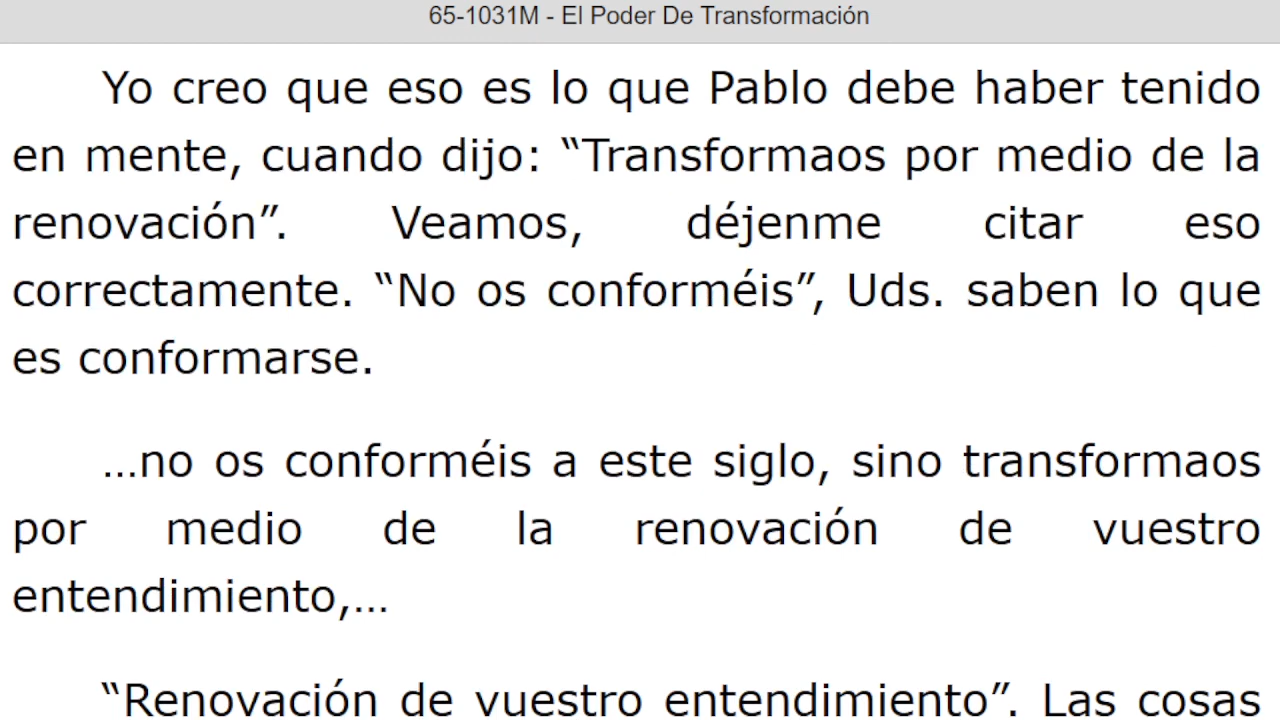 65-1031M - El Poder De Transformación
Yo creo que eso es lo que Pablo debe haber tenido
en mente, cuando dijo: “Transformaos por medio de la
renovación”. Veamos, déjenme citar eso
correctamente. “No os conforméis”, Uds. saben lo que
es conformarse.
...no os conforméis a este siglo, sino transformaos
por medio de la renovación de vuestro
entendimiento,...
“Renovación de vuestro entendimiento”. Las cosas